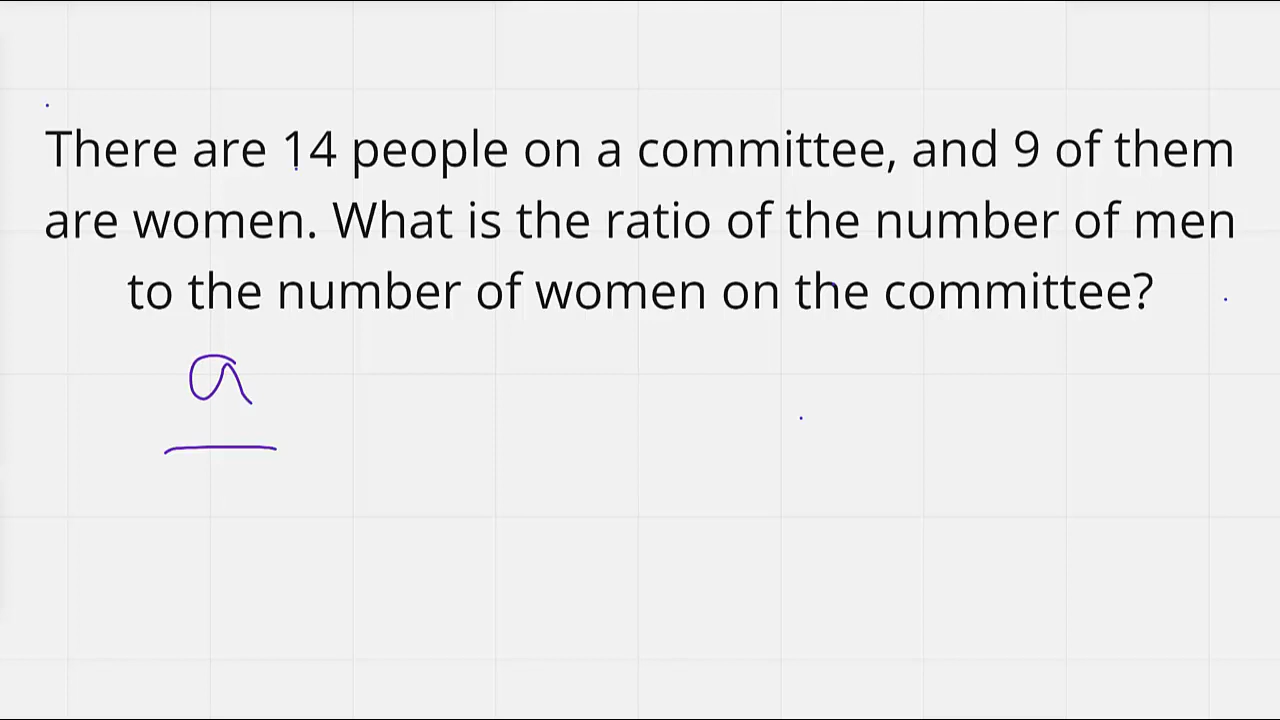 There are 14 people on a committee, and 9 of them
are women. What is the ratio of the number of men
to the number of women on the committee?
a